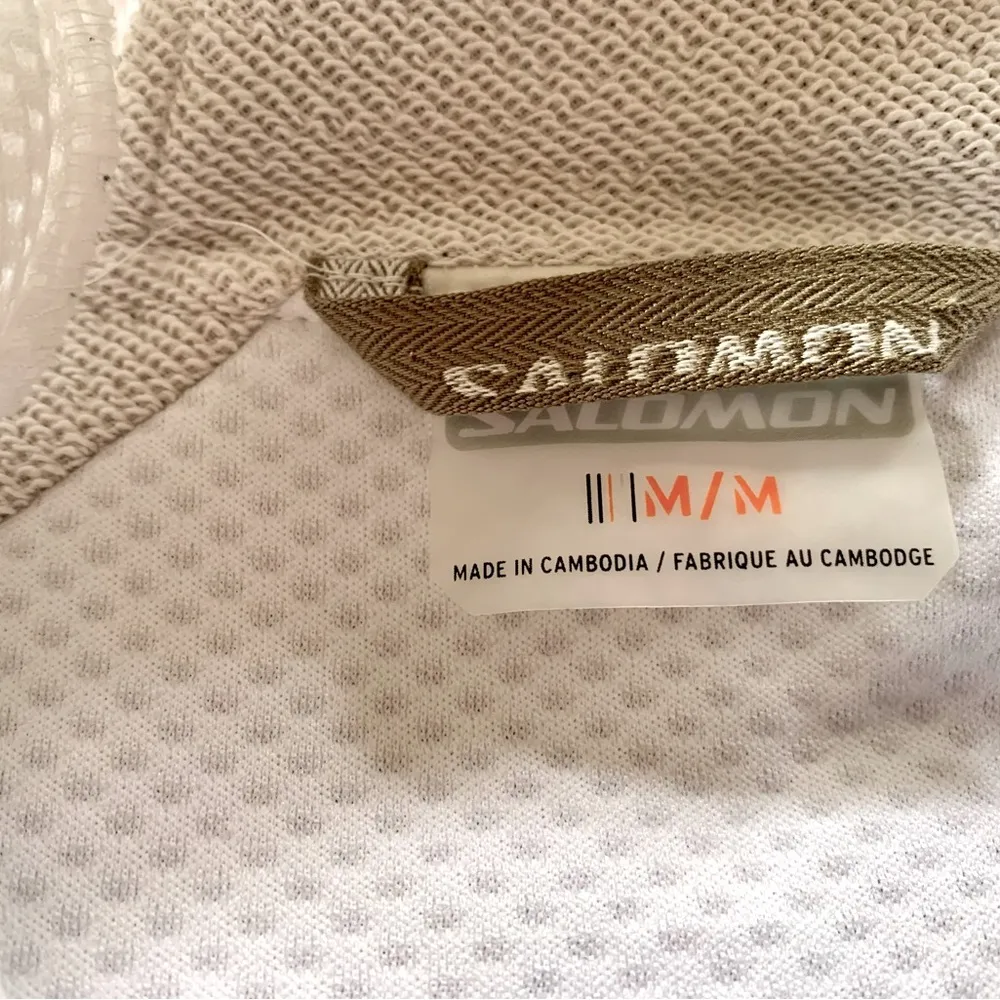 SALOMON
SALOMON
M/M
MADE IN CAMBODIA / FABRIQUE AU CAMBODGE